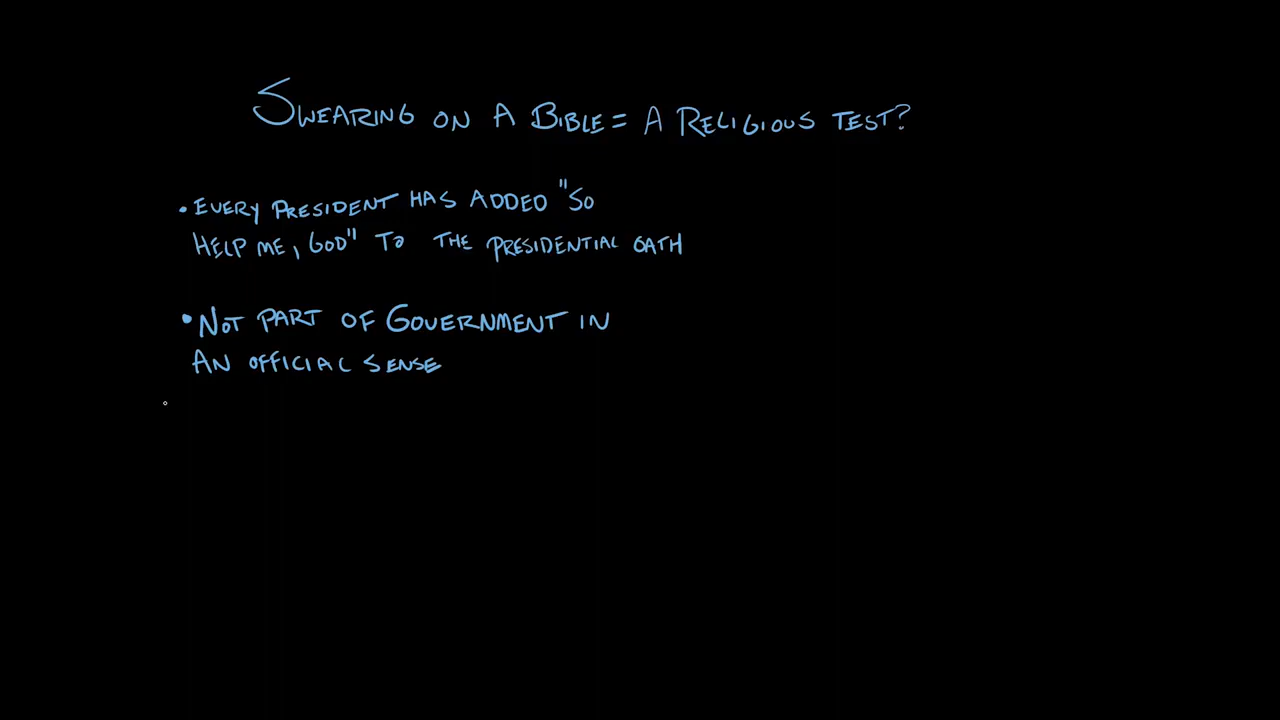 SWEARING ON A BIBLE = A RELIGIOUS TEST?
• EVERY PRESIDENT HAS ADDED "SO
HELP ME, GOD" TO THE PRESIDENTIAL OATH
• NOT PART OF GOVERNMENT IN
AN OFFICIAL SENSE